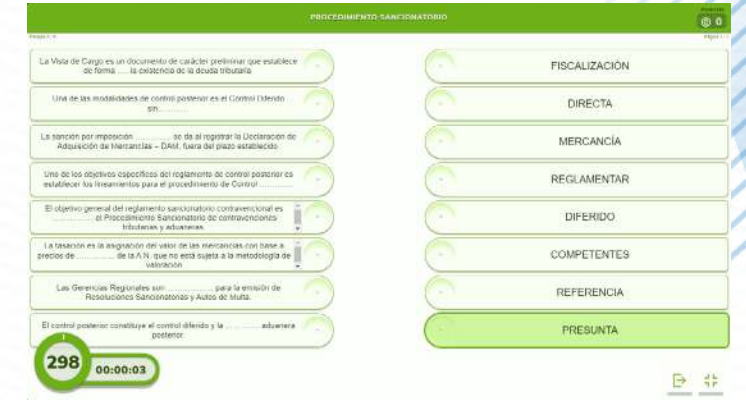 PROCEDIMIENTO SANCIONATORIO
0
La Vista de Cargo es un documento de carácter preliminar que establece
de forma ..... la existencia de la deuda tributaria.
FISCALIZACIÓN
Una de las modalidades de control posterior es el Control Diferido
sin..........
DIRECTA
La sanción por imposición ............. se da al registrar la Declaración de
Adquisición de Mercancías – DAM, fuera del plazo establecido.
MERCANCÍA
Uno de los objetivos específicos del reglamento de control posterior es
establecer los lineamientos para el procedimiento de Control .............
REGLAMENTAR
El objetivo general del reglamento sancionatorio contravencional es
............. el Procedimiento Sancionatorio de contravenciones
tributarias y aduaneras.
DIFERIDO
La tasación es la asignación del valor de las mercancías con base a
precios de ............. de la A.N. que no está sujeta a la metodología de
valoración
COMPETENTES
Las Gerencias Regionales son ............. para la emisión de
Resoluciones Sancionatorias y Autos de Multa.
REFERENCIA
El control posterior constituye el control diferido y la ............. aduanera
posterior.
PRESUNTA
298
00:00:03